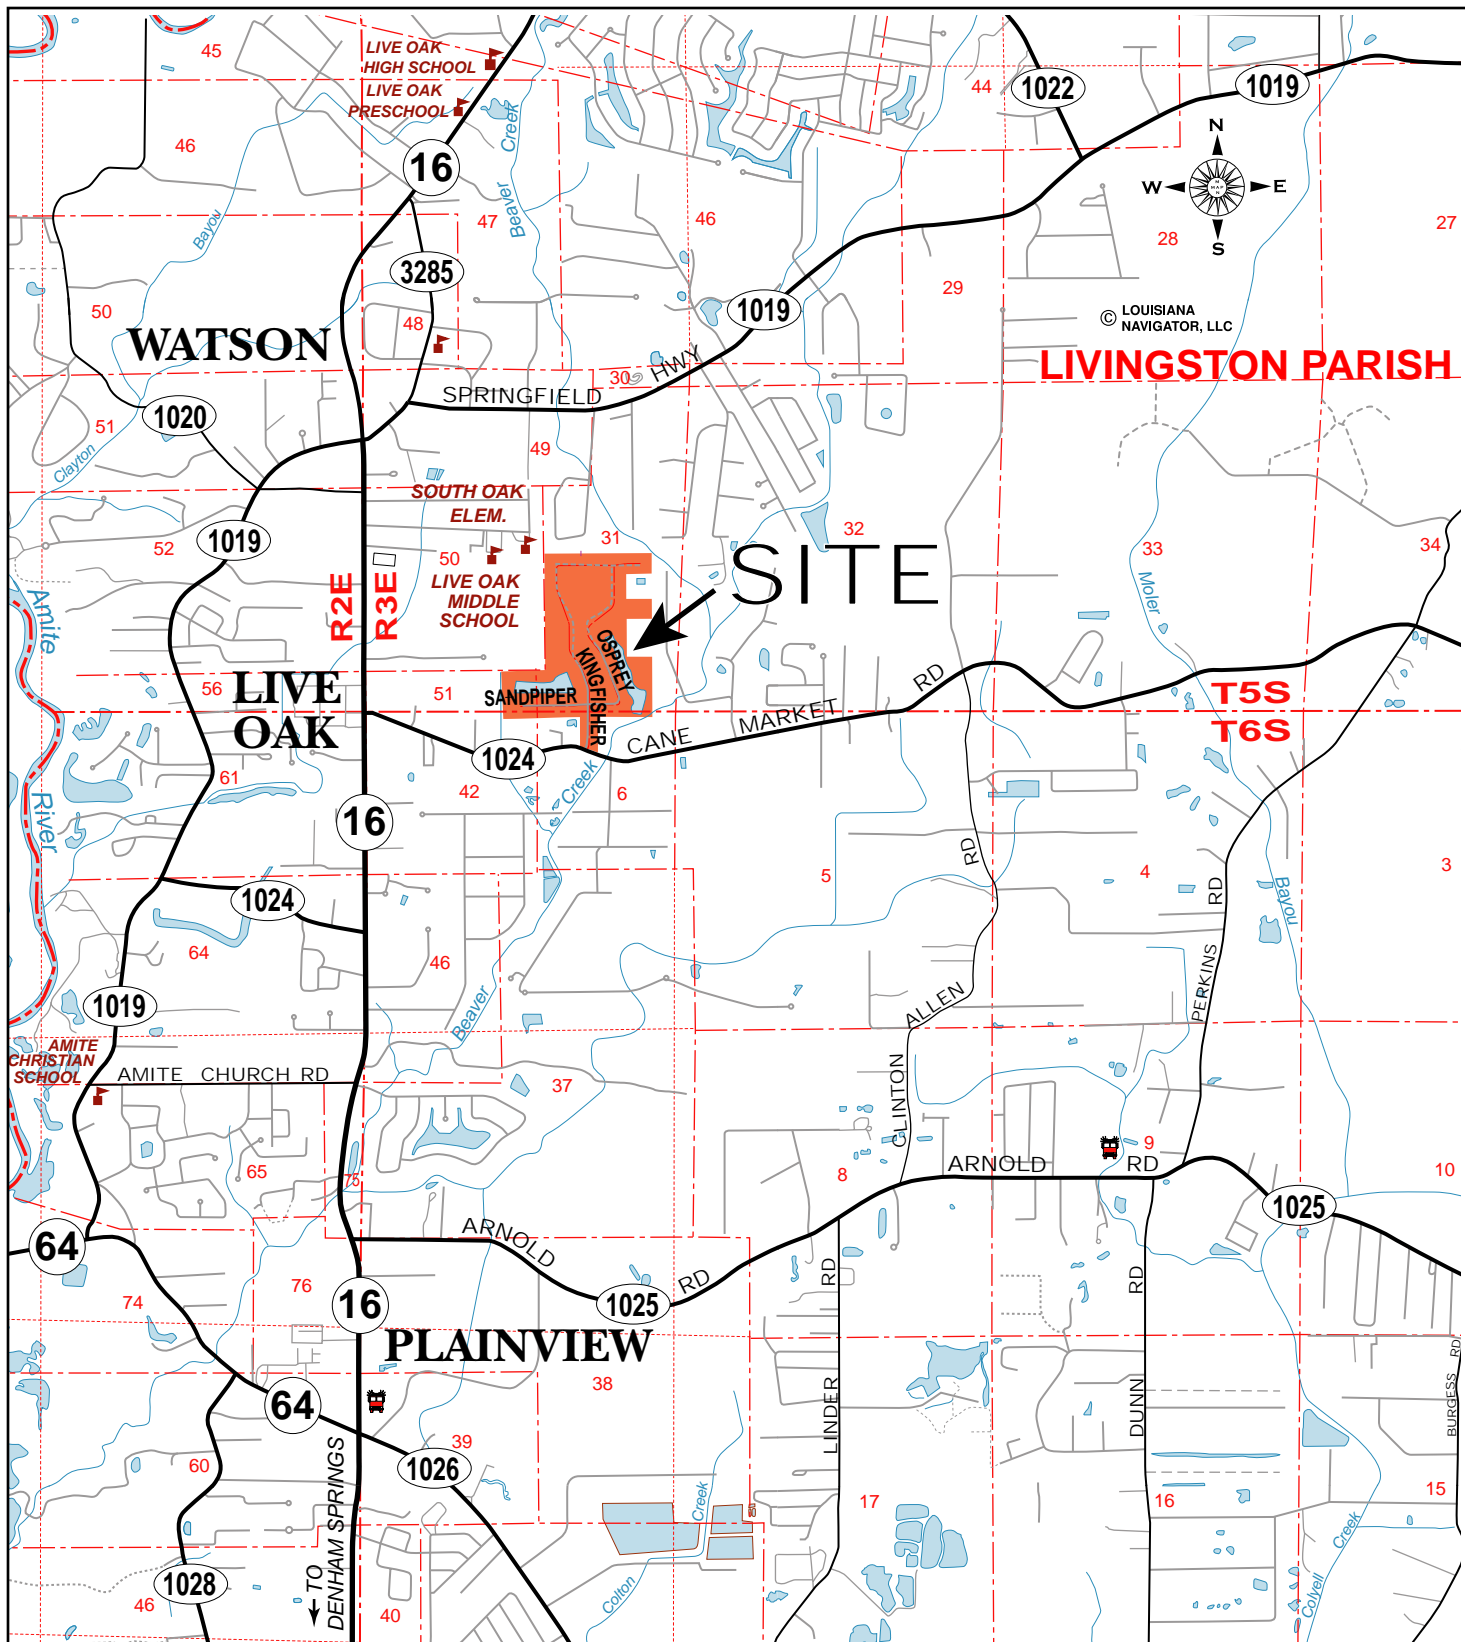 45
LIVE OAK
HIGH SCHOOL
LIVE OAK
PRESCHOOL
44
1022
1019
46
16
Beaver
Creek
47
46
Bayou
N
W
E
S
28
27
3285
29
50
48
1019
© LOUISIANA
NAVIGATOR, LLC
WATSON
LIVINGSTON PARISH
30
SPRINGFIELD
HWY
1020
51
Clayton
49
SOUTH OAK
ELEM.
1019
52
50
31
32
33
34
SITE
R2E
R3E
LIVE OAK
MIDDLE
SCHOOL
Moler
Amite
OSPREY
KINGFISHER
SANDPIPER
56
LIVE
OAK
51
RD
T5S
T6S
CANE
MARKET
1024
Creek
61
42
6
River
16
RD
5
4
3
1024
RD
Bayou
64
46
PERKINS
1019
Beaver
ALLEN
AMITE
CHRISTIAN
SCHOOL
AMITE CHURCH RD
37
CLINTON
65
75
8
9
ARNOLD
RD
10
64
1025
ARNOLD
RD
RD
RD
76
74
16
1025
PLAINVIEW
RD
38
LINDER
DUNN
BURGESS
64
39
60
1026
17
16
15
Creek
Creek
DENHAM SPRINGS
TO
1028
46
40
Colton
Colyell